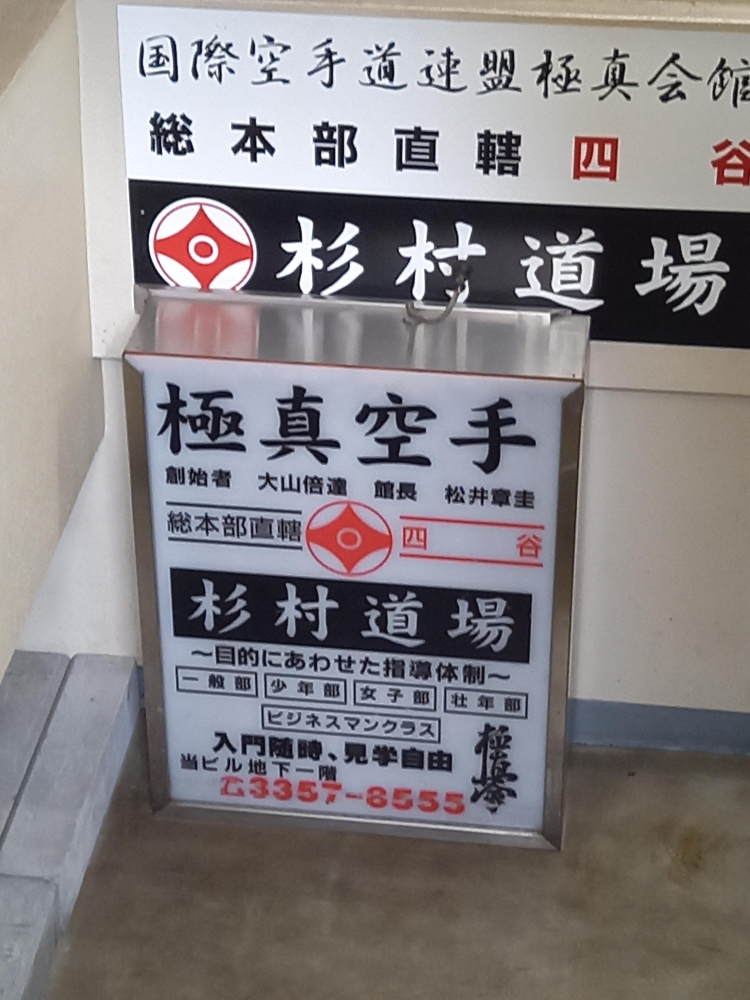 国際空手道連盟極真会館
総本部直轄 四谷
杉村道場
極真空手
創始者 大山倍達 館長 松井章圭
総本部直轄 四谷
杉村道場
～目的にあわせた指導体制～
一般部 少年部 女子部 壮年部
ビジネスマンクラス
入門随時、見学自由
当ビル地下一階
☎3357-8555
極真会